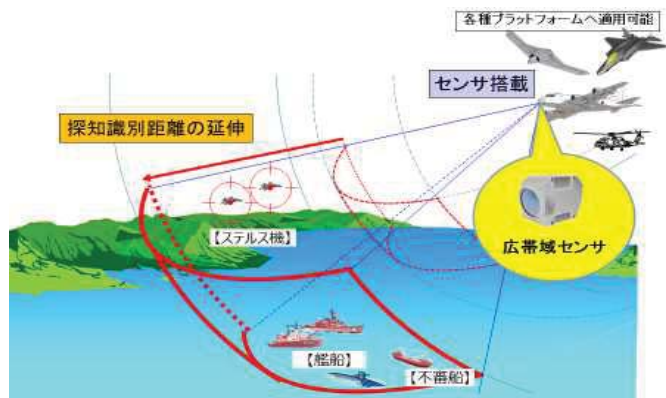 各種プラットフォームへ適用可能
センサ搭載
探知識別距離の延伸
【ステルス機】
広帯域センサ
【艦船】
【不審船】